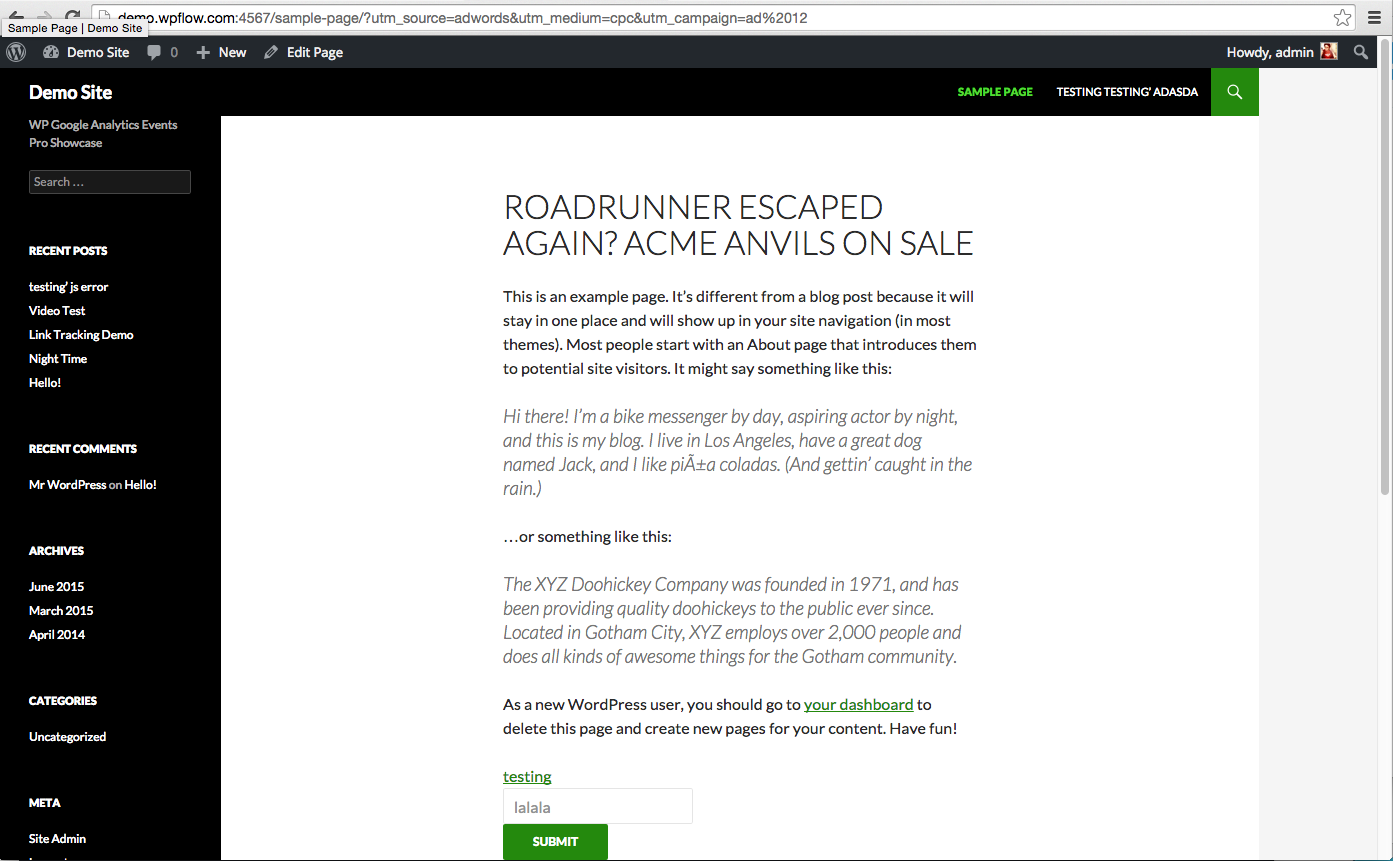 demo.wpflow.com:4567/sample-page/?utm_source=adwords&utm_medium=cpc&utm_campaign=ad%2012
Sample Page | Demo Site
Demo Site 0 New Edit Page Howdy, admin
Demo Site
SAMPLE PAGE TESTING TESTING' ADASDA
WP Google Analytics Events
Pro Showcase
Search …
RECENT POSTS
testing' js error
Video Test
Link Tracking Demo
Night Time
Hello!
RECENT COMMENTS
Mr WordPress on Hello!
ARCHIVES
June 2015
March 2015
April 2014
CATEGORIES
Uncategorized
META
Site Admin
ROADRUNNER ESCAPED
AGAIN? ACME ANVILS ON SALE
This is an example page. It's different from a blog post because it will
stay in one place and will show up in your site navigation (in most
themes). Most people start with an About page that introduces them
to potential site visitors. It might say something like this:
Hi there! I'm a bike messenger by day, aspiring actor by night,
and this is my blog. I live in Los Angeles, have a great dog
named Jack, and I like piÃ±a coladas. (And gettin' caught in the
rain.)
…or something like this:
The XYZ Doohickey Company was founded in 1971, and has
been providing quality doohickeys to the public ever since.
Located in Gotham City, XYZ employs over 2,000 people and
does all kinds of awesome things for the Gotham community.
As a new WordPress user, you should go to your dashboard to
delete this page and create new pages for your content. Have fun!
testing
lalala
SUBMIT